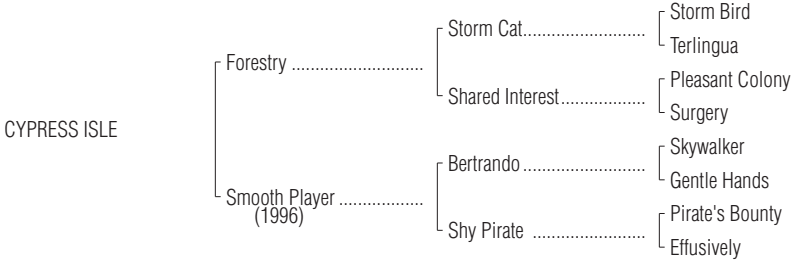 Storm Bird
Storm Cat..........................
Terlingua
Forestry ............................
Pleasant Colony
Shared Interest..................
Surgery
CYPRESS ISLE
Skywalker
Bertrando ..........................
Gentle Hands
Smooth Player ..................
(1996)
Pirate's Bounty
Shy Pirate ........................
Effusively